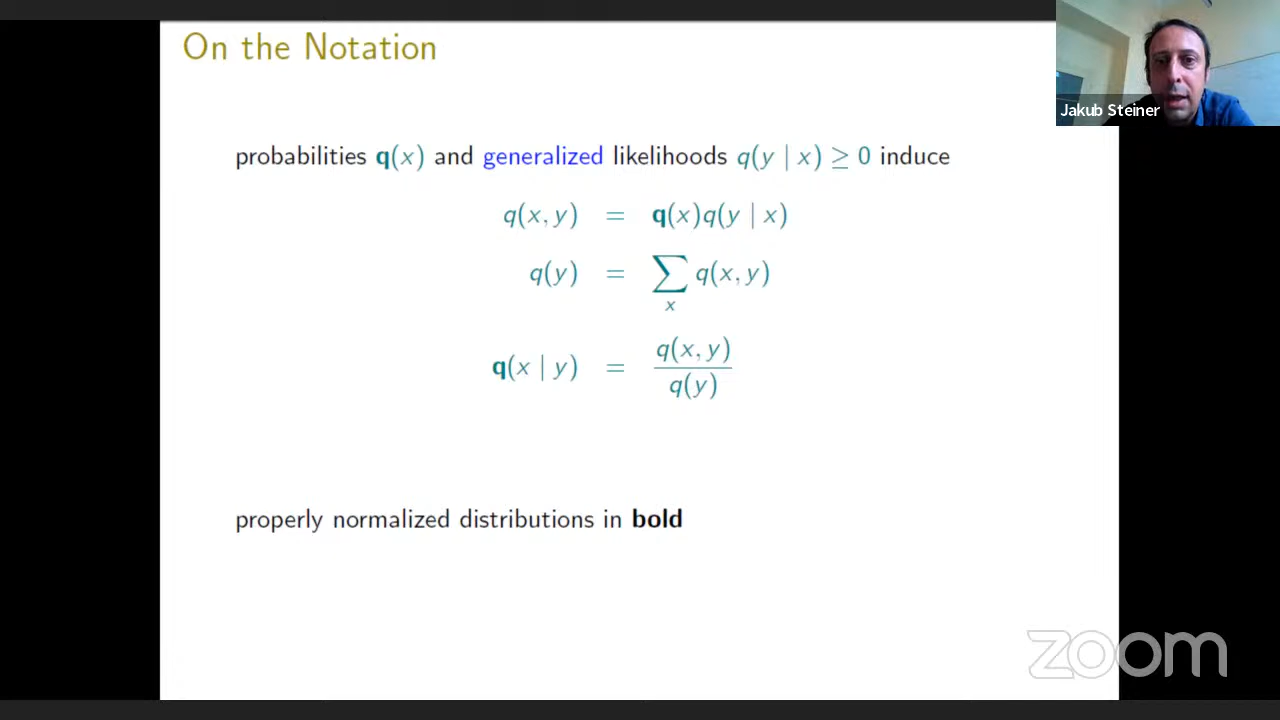 On the Notation
Jakub Steiner
probabilities q(x) and generalized likelihoods q(y | x) ≥ 0 induce
q(x, y) = q(x)q(y | x)
q(y) = ∑ₓ q(x, y)
q(x | y) = q(x, y) / q(y)
properly normalized distributions in bold
zoom